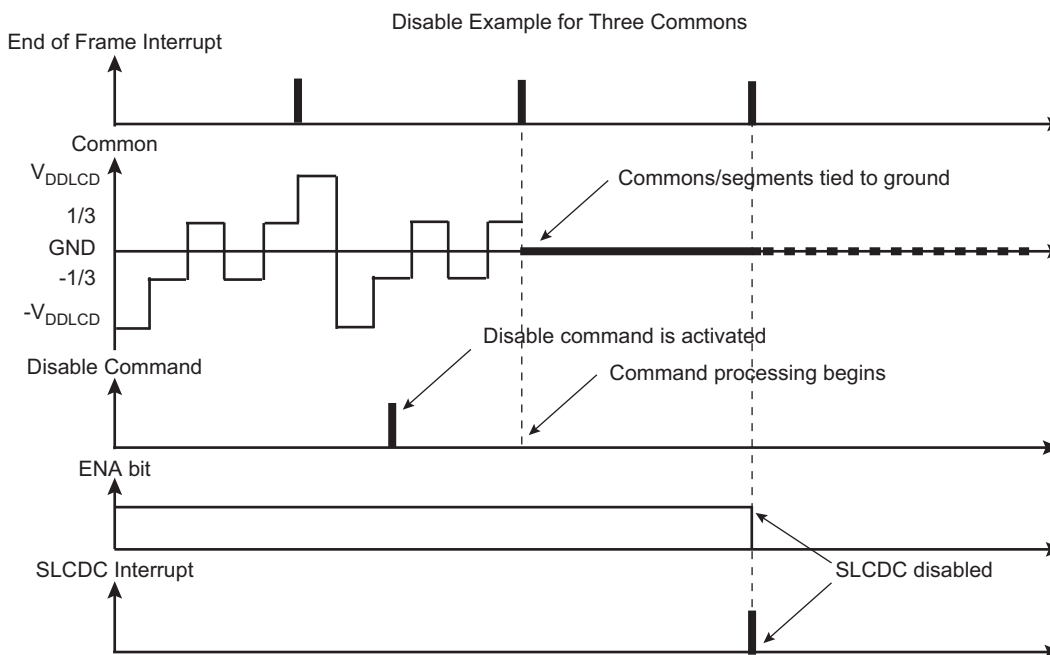 Disable Example for Three Commons
End of Frame Interrupt
Common
VDDLCD
1/3
GND
-1/3
-VDDLCD
Commons/segments tied to ground
Disable command is activated
Disable Command
Command processing begins
ENA bit
SLCDC Interrupt
SLCDC disabled